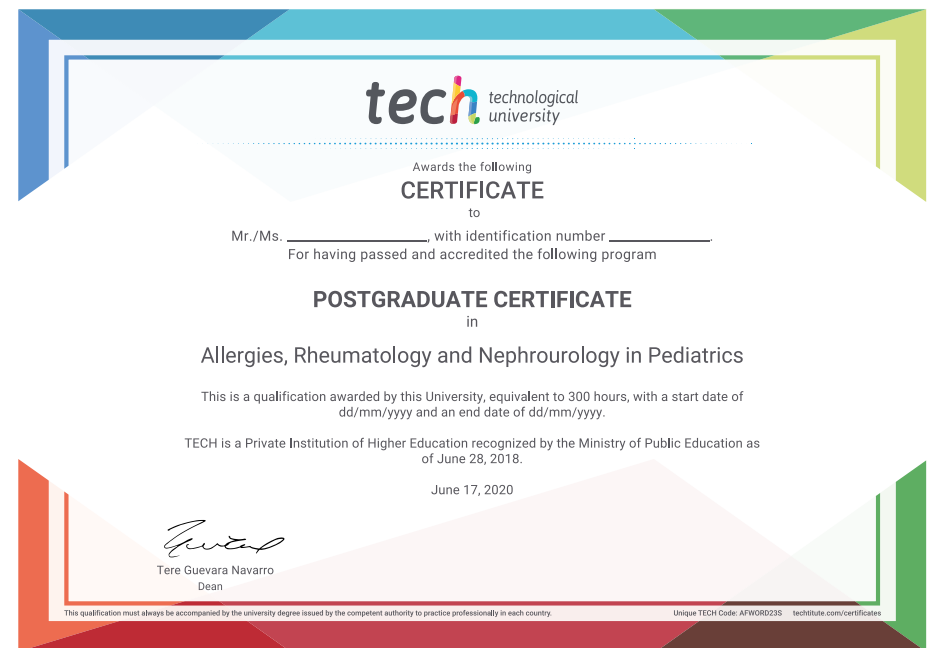 tech technological
university
Awards the following
CERTIFICATE
to
Mr./Ms. ____________________, with identification number ______________.
For having passed and accredited the following program
POSTGRADUATE CERTIFICATE
in
Allergies, Rheumatology and Nephrourology in Pediatrics
This is a qualification awarded by this University, equivalent to 300 hours, with a start date of
dd/mm/yyyy and an end date of dd/mm/yyyy.
TECH is a Private Institution of Higher Education recognized by the Ministry of Public Education as
of June 28, 2018.
June 17, 2020
Tere Guevara Navarro
Dean
This qualification must always be accompanied by the university degree issued by the competent authority to practice professionally in each country.
Unique TECH Code: AFWORD23S techtitute.com/certificates